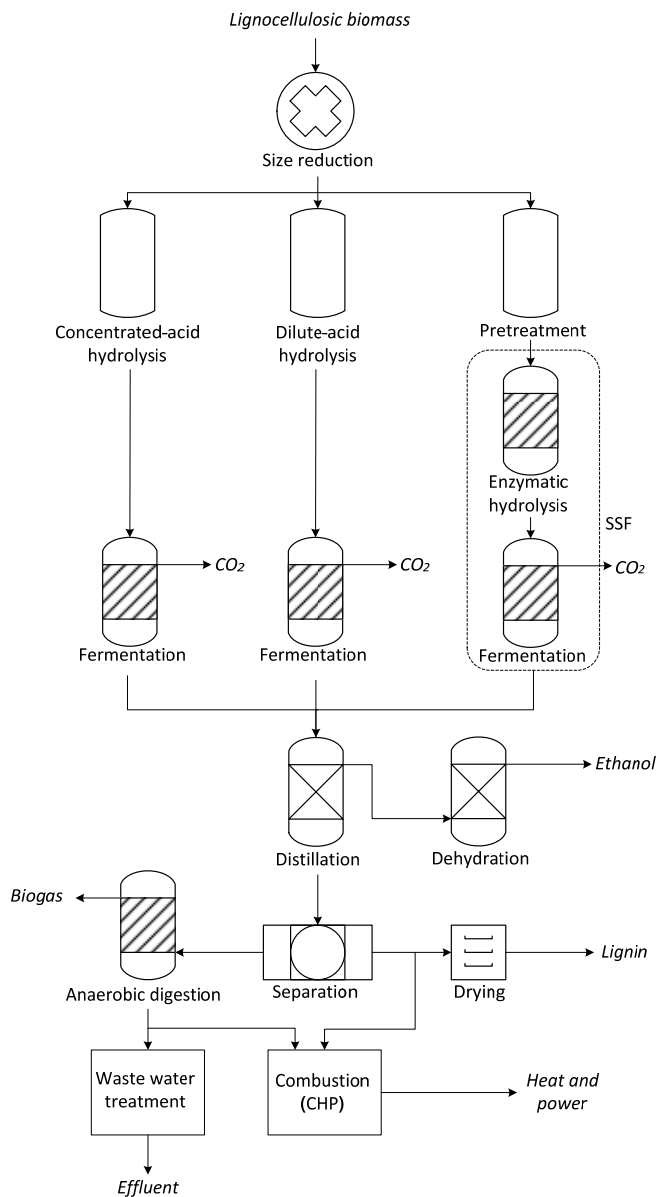 Lignocellulosic biomass
Size reduction
Concentrated-acid
hydrolysis
Dilute-acid
hydrolysis
Pretreatment
Enzymatic
hydrolysis
SSF
CO₂
CO₂
CO₂
Fermentation
Fermentation
Fermentation
Ethanol
Distillation
Dehydration
Biogas
Lignin
Anaerobic digestion
Separation
Drying
Waste water
treatment
Combustion
(CHP)
Heat and
power
Effluent